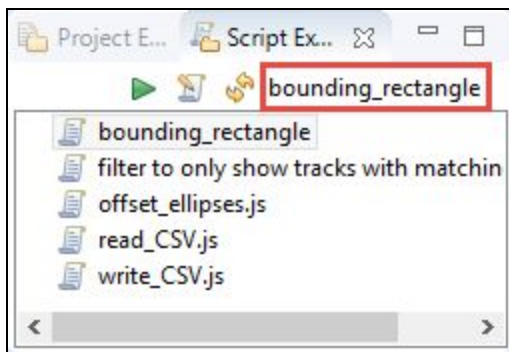 Project E... Script Ex...
bounding_rectangle
bounding_rectangle
filter to only show tracks with matchin
offset_ellipses.js
read_CSV.js
write_CSV.js